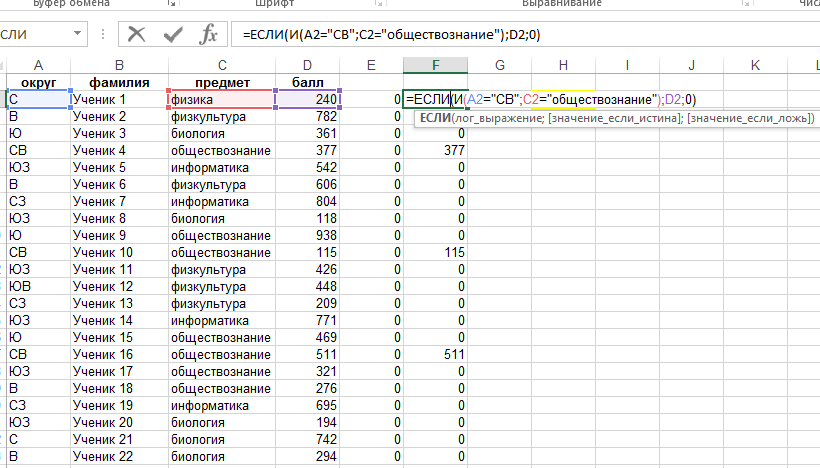 Буфер обмена Шрифт Выравнивание Чис
СЛИ =ЕСЛИ(И(A2="СВ";C2="обществознание");D2;0)
A B C D E F G H I J K L
округ фамилия предмет балл
С Ученик 1 физика 240 0 =ЕСЛИ(И(A2="СВ";C2="обществознание");D2;0)
В Ученик 2 физкультура 782 0 ЕСЛИ(лог_выражение; [значение_если_истина]; [значение_если_ложь])
Ю Ученик 3 биология 361 0 0
СВ Ученик 4 обществознание 377 0 377
ЮЗ Ученик 5 информатика 542 0 0
В Ученик 6 физкультура 606 0 0
СЗ Ученик 7 информатика 804 0 0
ЮЗ Ученик 8 биология 118 0 0
Ю Ученик 9 обществознание 938 0 0
СВ Ученик 10 обществознание 115 0 115
ЮЗ Ученик 11 физкультура 426 0 0
ЮВ Ученик 12 физкультура 448 0 0
СЗ Ученик 13 физкультура 209 0 0
ЮЗ Ученик 14 информатика 771 0 0
Ю Ученик 15 обществознание 469 0 0
СВ Ученик 16 обществознание 511 0 511
ЮЗ Ученик 17 обществознание 321 0 0
В Ученик 18 обществознание 276 0 0
СЗ Ученик 19 информатика 695 0 0
ЮЗ Ученик 20 биология 194 0 0
С Ученик 21 биология 742 0 0
В Ученик 22 биология 294 0 0